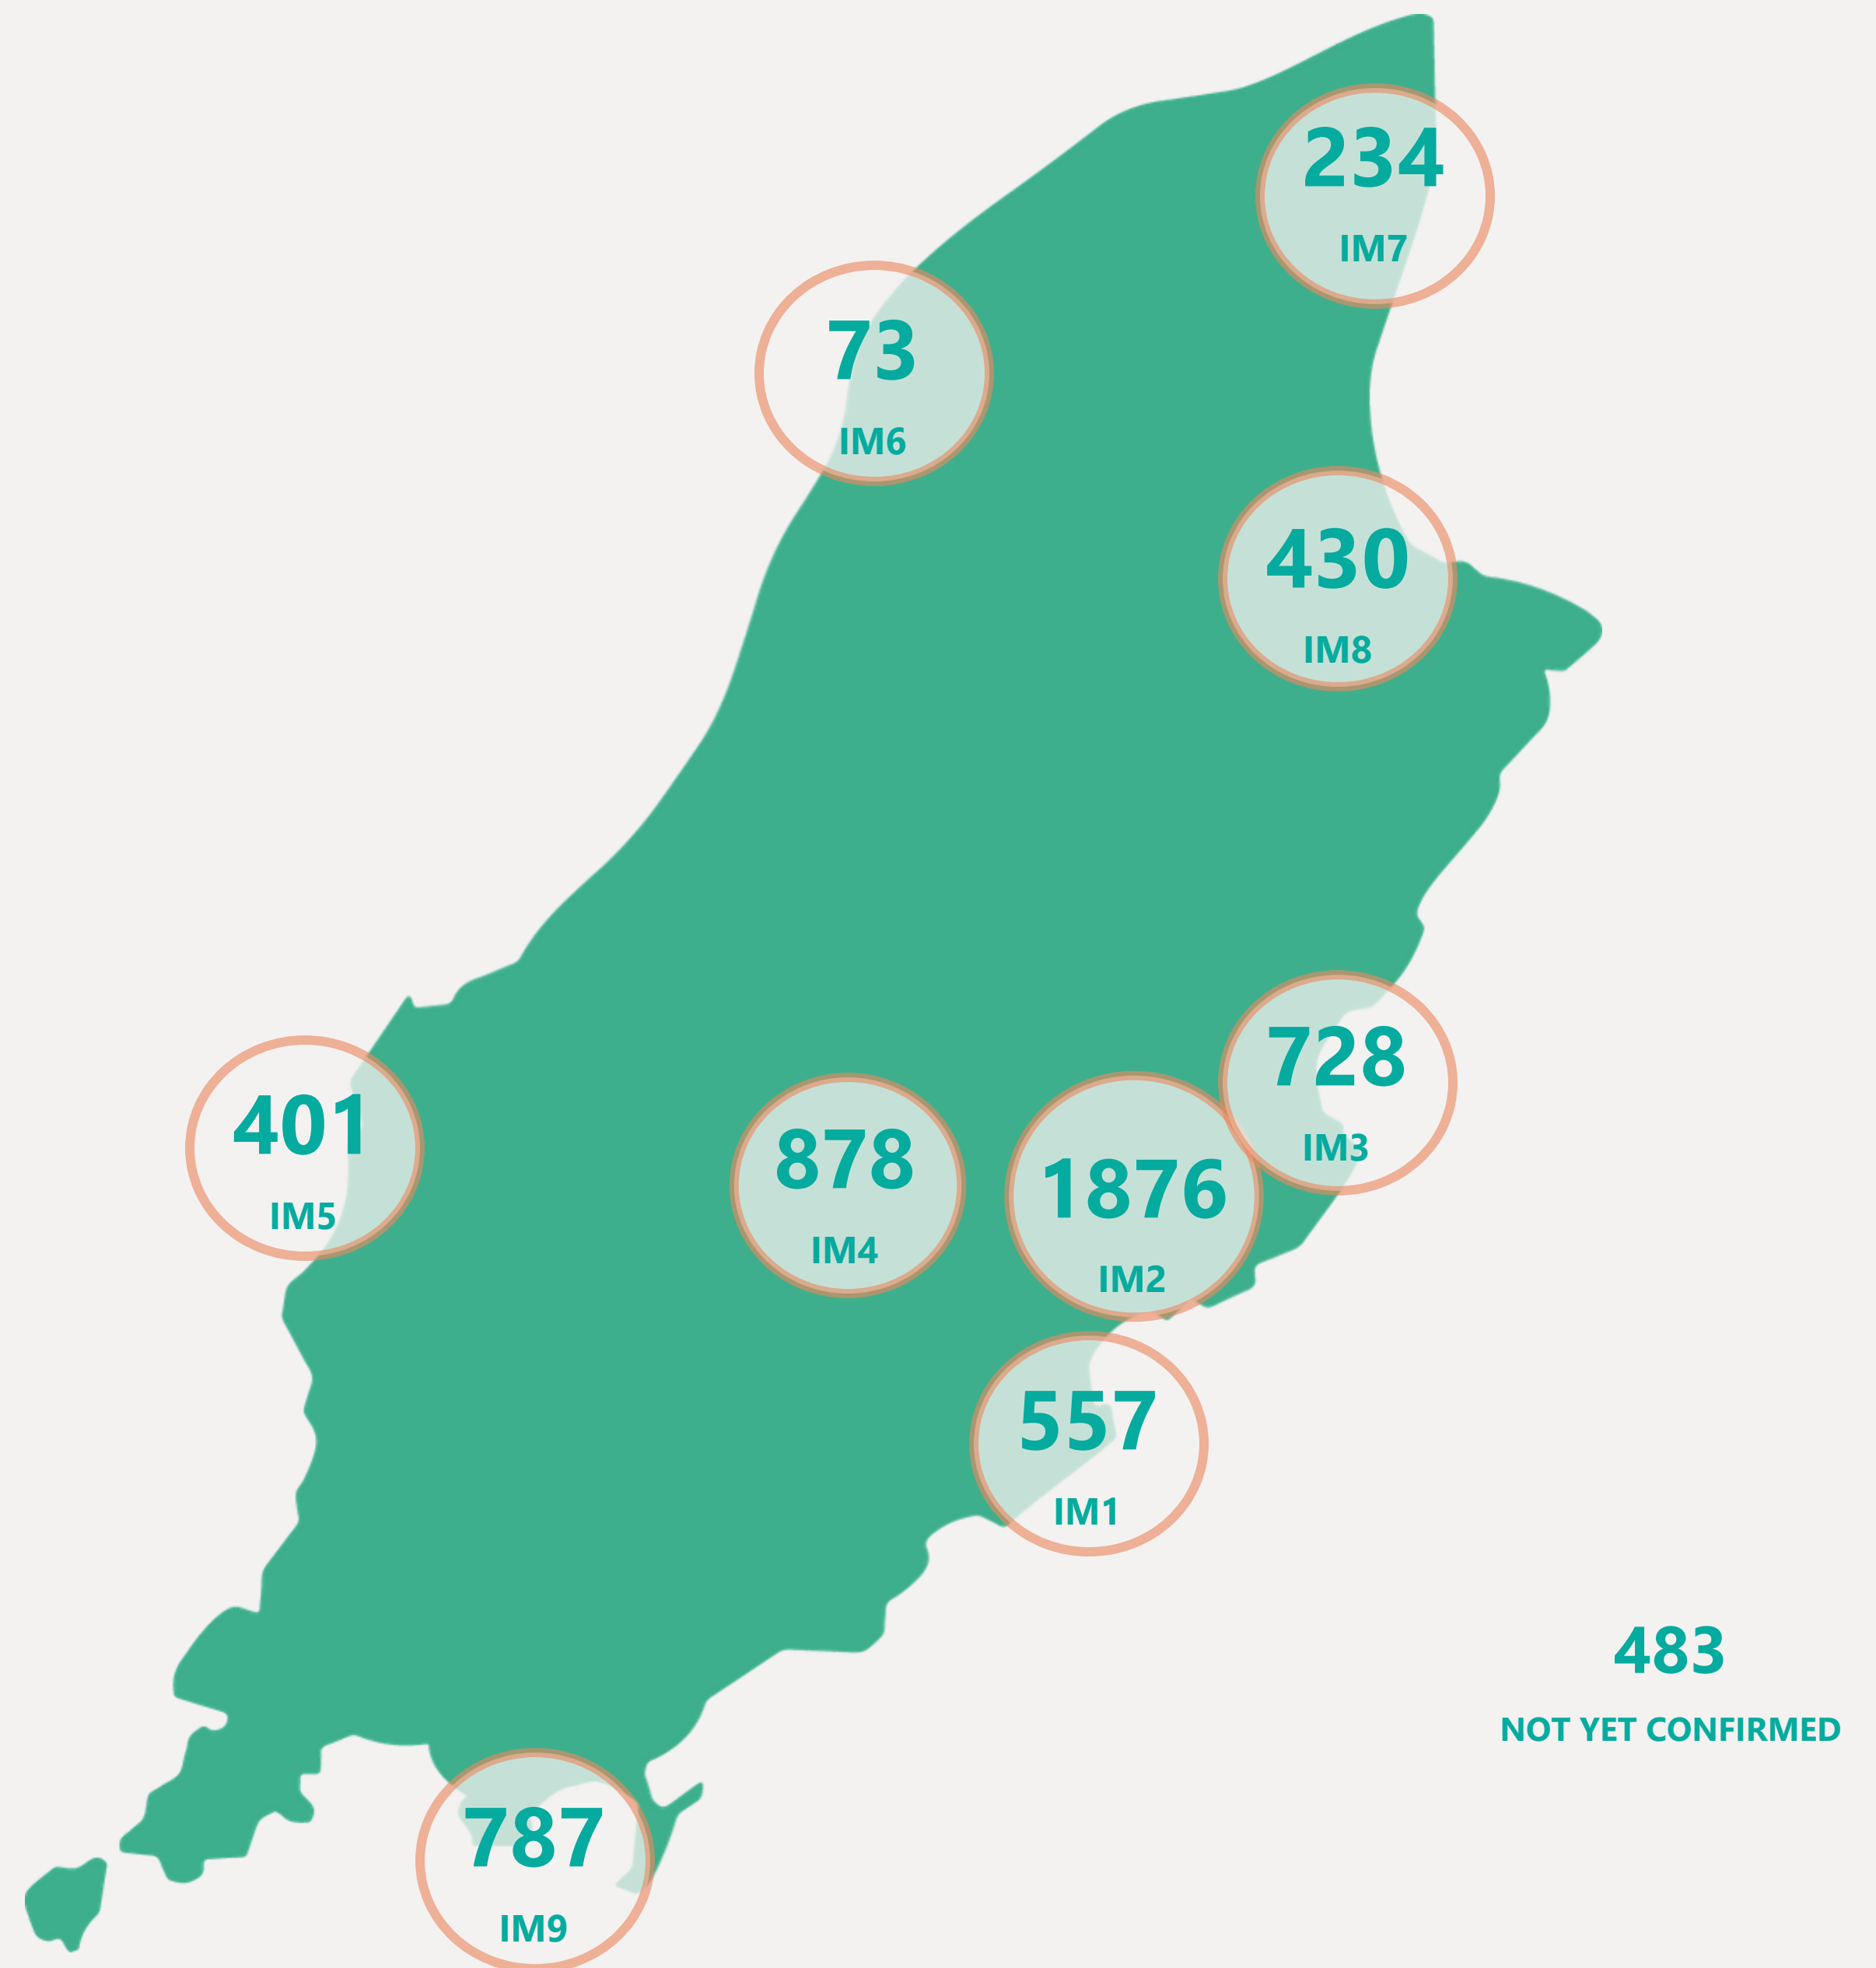 234
IM7
73
IM6
430
IM8
728
IM3
401
IM5
878
IM4
1876
IM2
557
IM1
483
NOT YET CONFIRMED
787
IM9